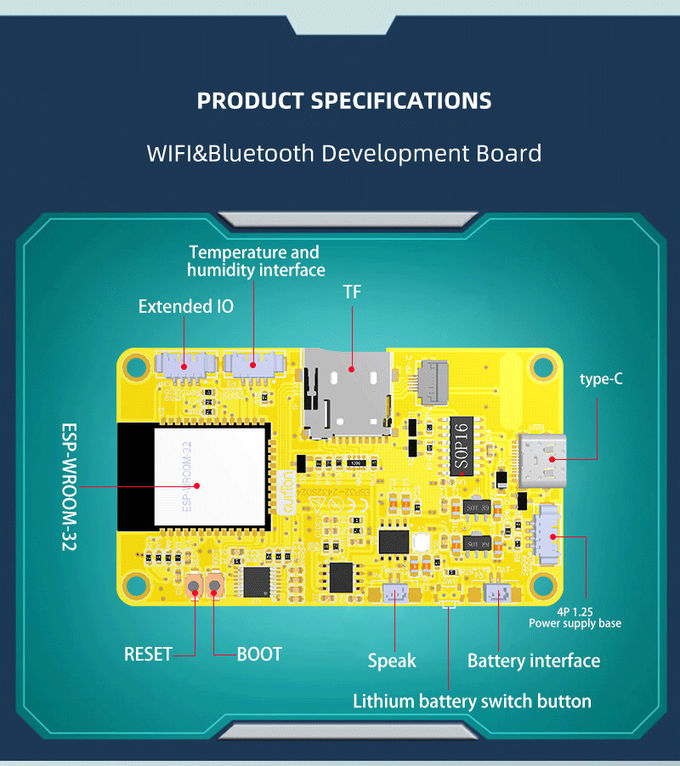 PRODUCT SPECIFICATIONS
WIFI&Bluetooth Development Board
Temperature and
humidity interface
Extended IO
TF
type-C
ESP-WROOM-32
ESP-WROOM-32
SOP16
4P 1.25
Power supply base
RESET
BOOT
Speak
Battery interface
Lithium battery switch button